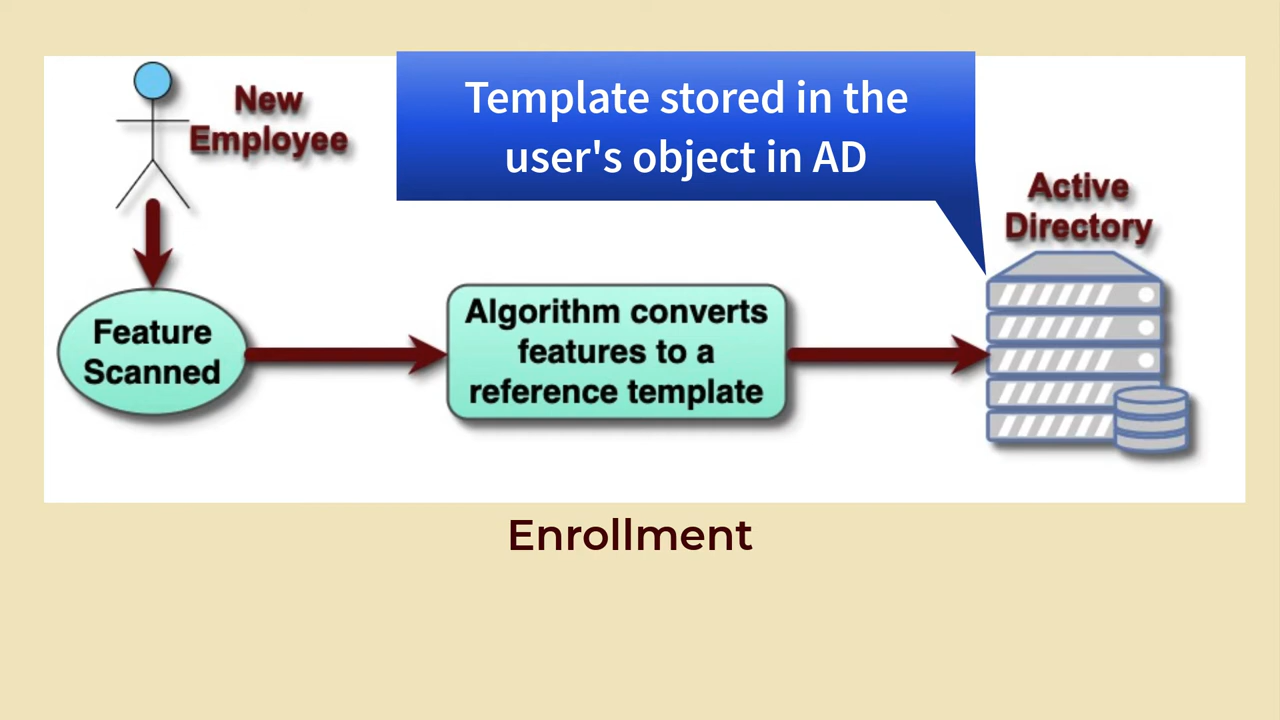 New
Employee
Template stored in the
user's object in AD
Active
Directory
Feature
Scanned
Algorithm converts
features to a
reference template
Enrollment